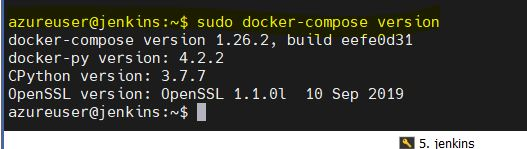 azureuser@jenkins:~$ sudo docker-compose version
docker-compose version 1.26.2, build eefe0d31
docker-py version: 4.2.2
CPython version: 3.7.7
OpenSSL version: OpenSSL 1.1.0l  10 Sep 2019
azureuser@jenkins:~$
5. jenkins